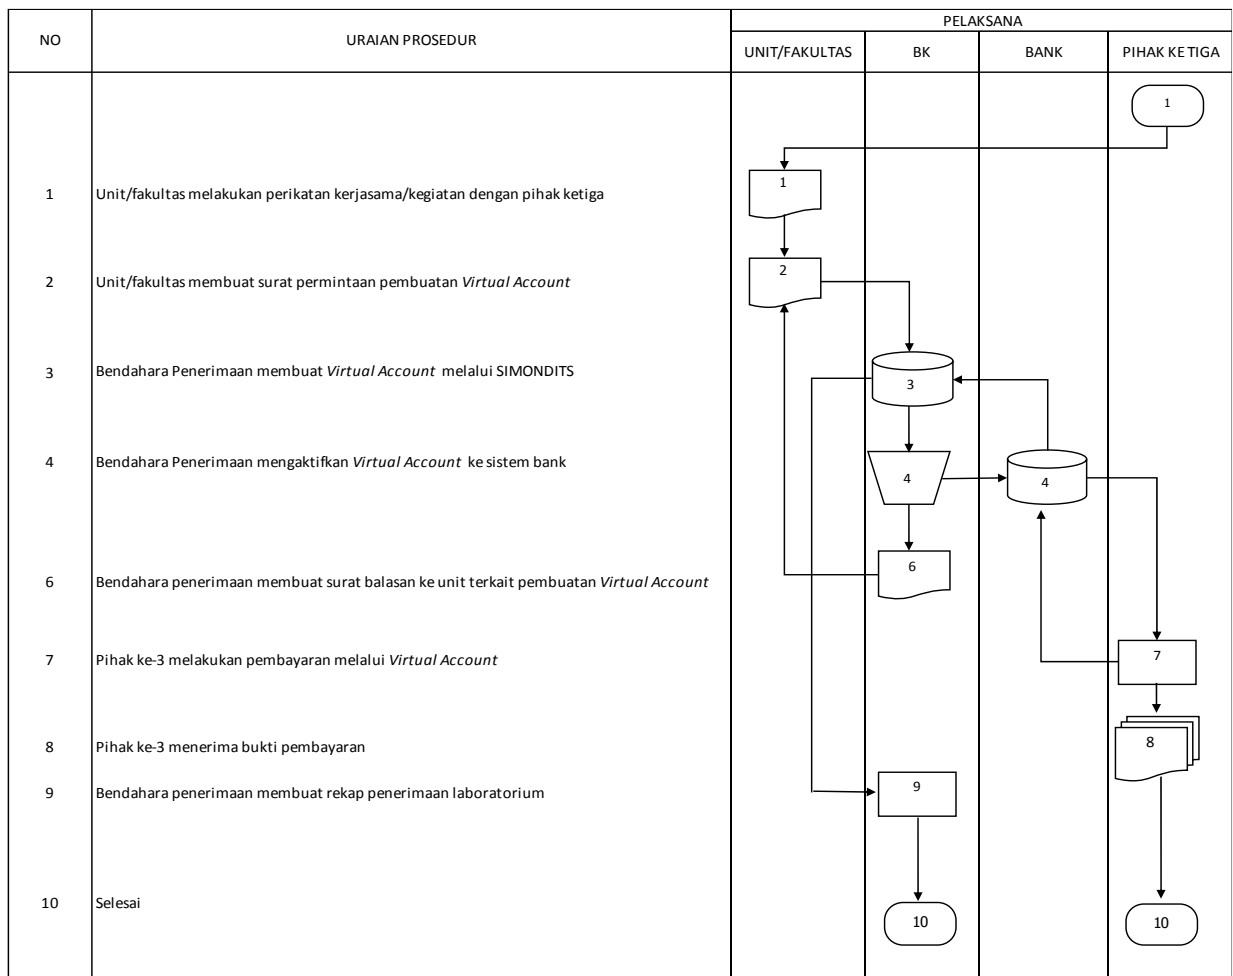 PELAKSANA
NO URAIAN PROSEDUR
UNIT/FAKULTAS BK BANK PIHAK KETIGA
1
1
1 Unit/fakultas melakukan perikatan kerjasama/kegiatan dengan pihak ketiga
2
2 Unit/fakultas membuat surat permintaan pembuatan Virtual Account
3 Bendahara Penerimaan membuat Virtual Account melalui SIMONDITS
3
4 Bendahara Penerimaan mengaktifkan Virtual Account ke sistem bank
4 4
6
6 Bendahara penerimaan membuat surat balasan ke unit terkait pembuatan Virtual Account
7 Pihak ke-3 melakukan pembayaran melalui Virtual Account
7
8 Pihak ke-3 menerima bukti pembayaran
8
9 Bendahara penerimaan membuat rekap penerimaan laboratorium
9
10 Selesai
10 10